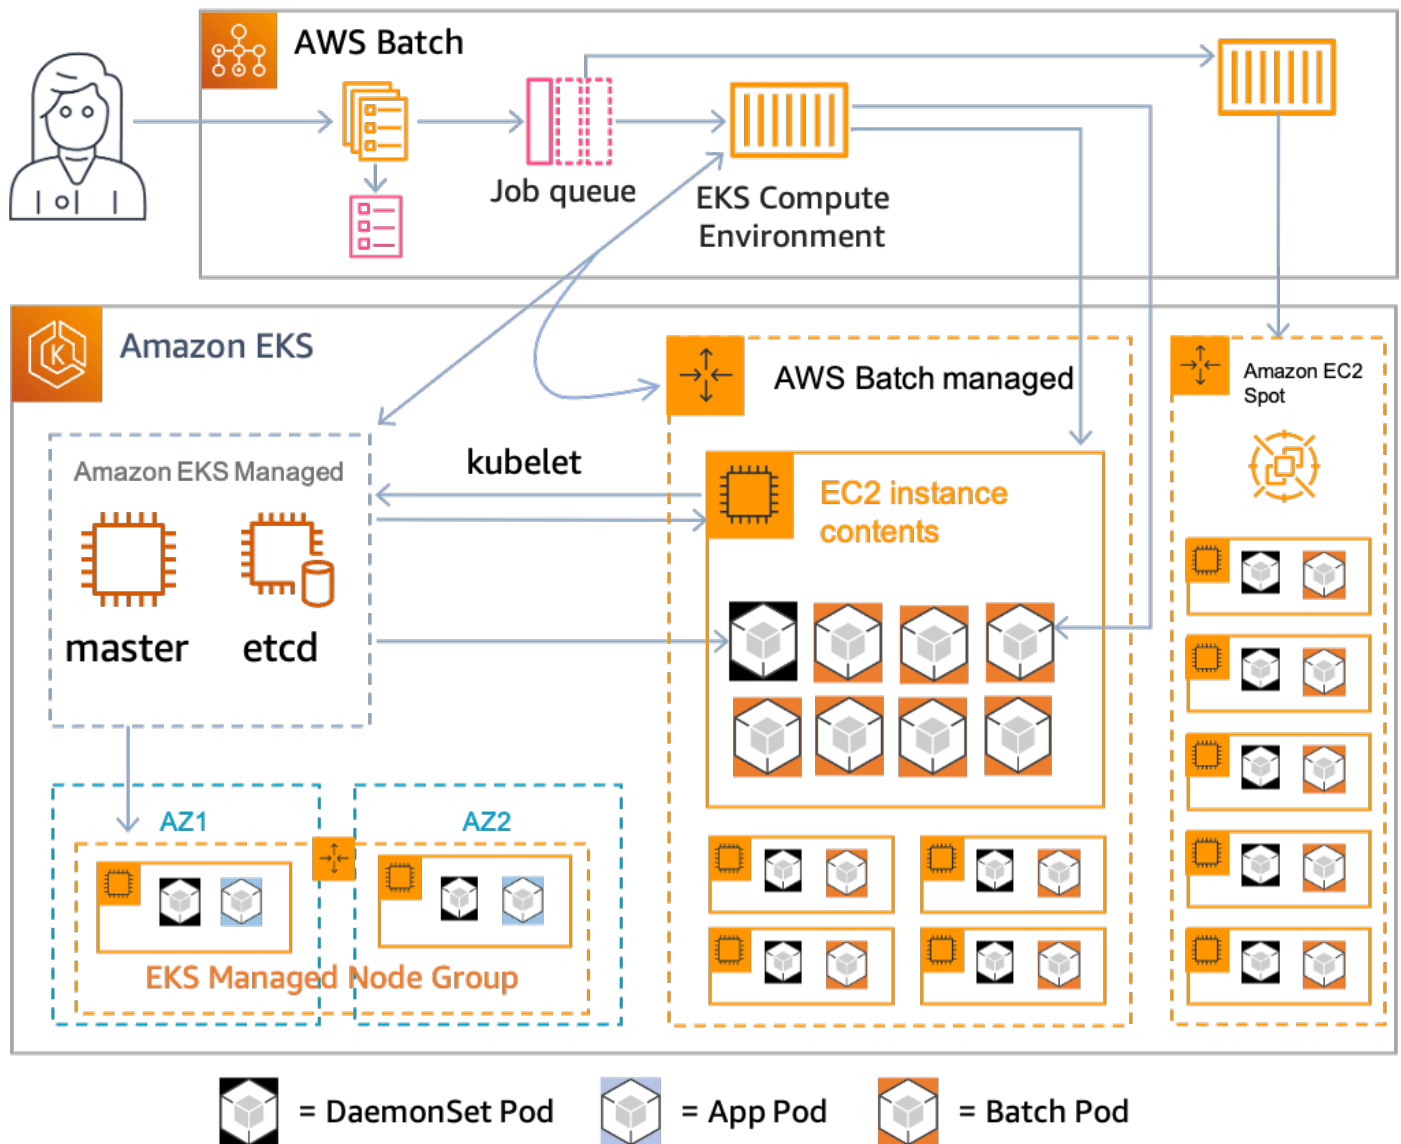 AWS Batch
Job queue
EKS Compute
Environment
Amazon EKS
K
AWS Batch managed
Amazon EC2
Spot
Amazon EKS Managed
kubelet
EC2 instance
contents
master
etcd
AZ1
AZ2
EKS Managed Node Group
= DaemonSet Pod
= App Pod
= Batch Pod